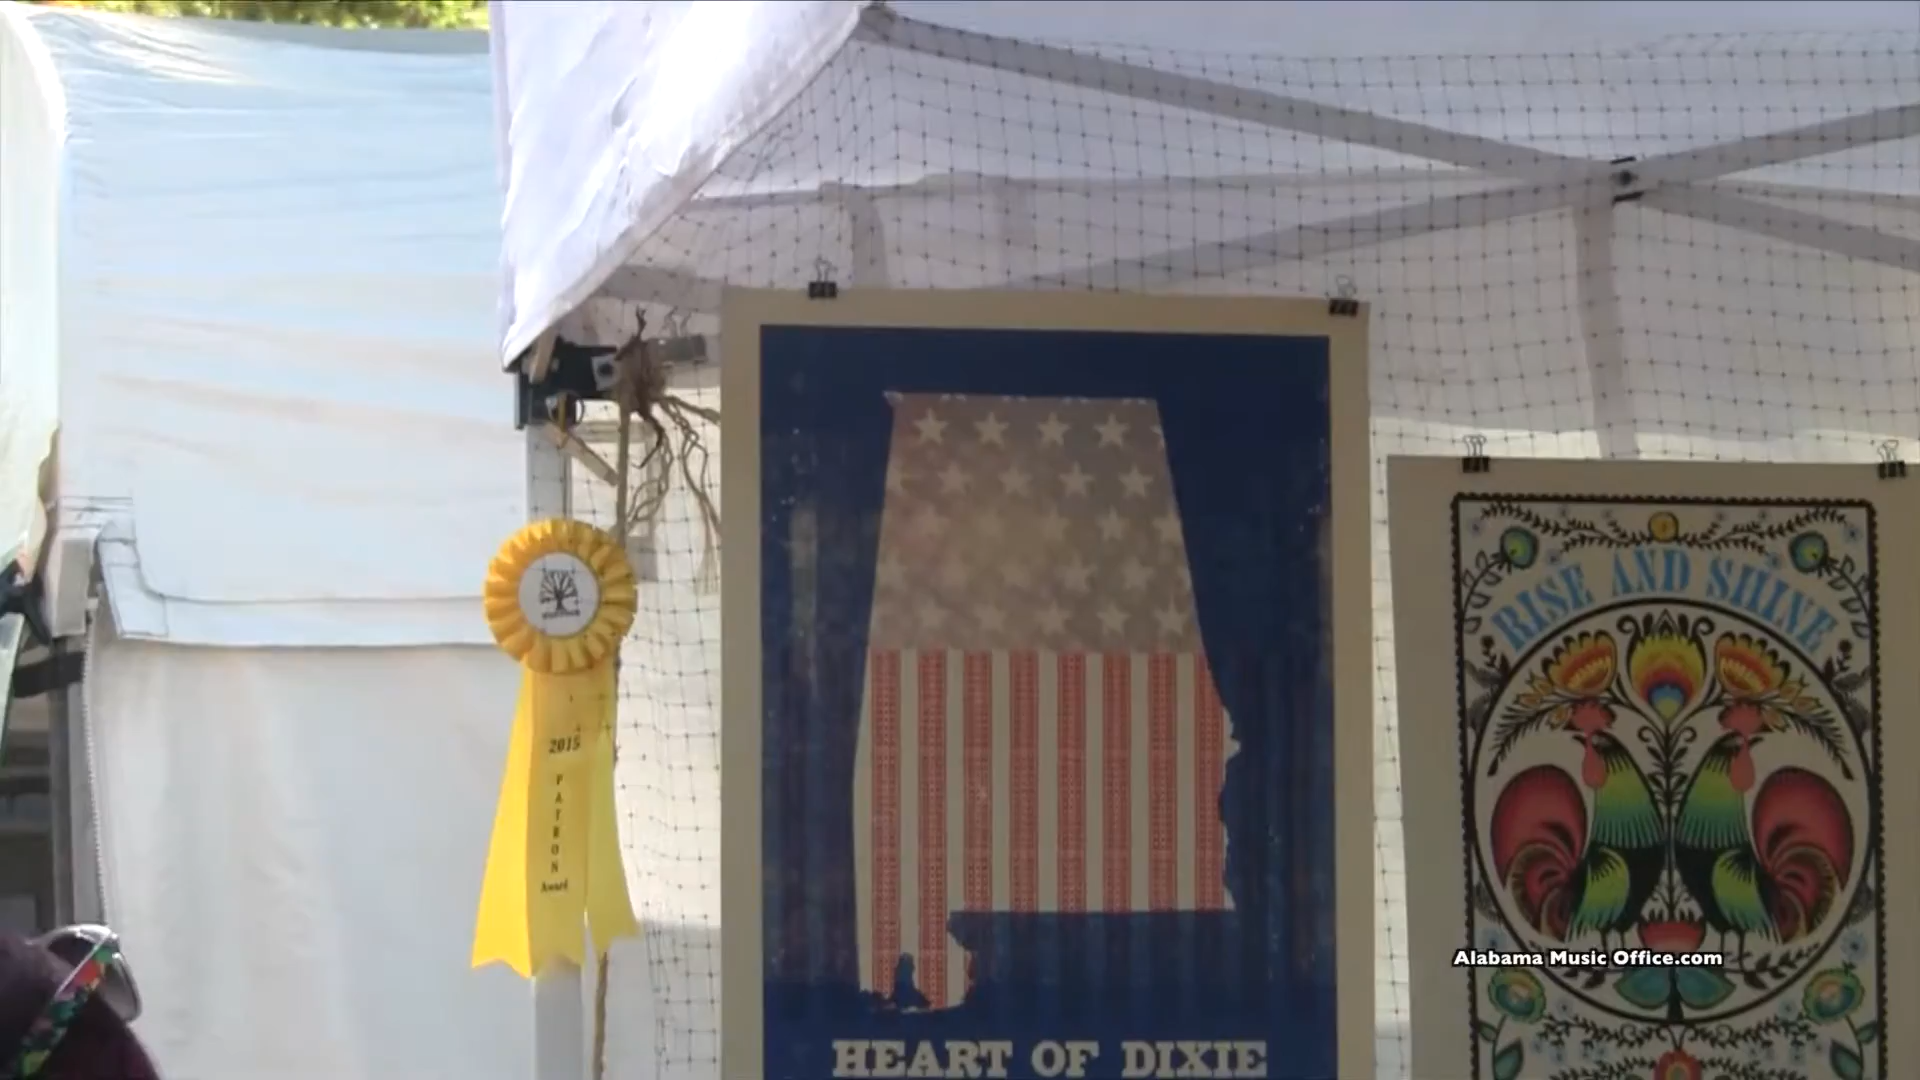 2015
PATRON
Award
HEART OF DIXIE
RISE AND SHINE
Alabama Music Office.com